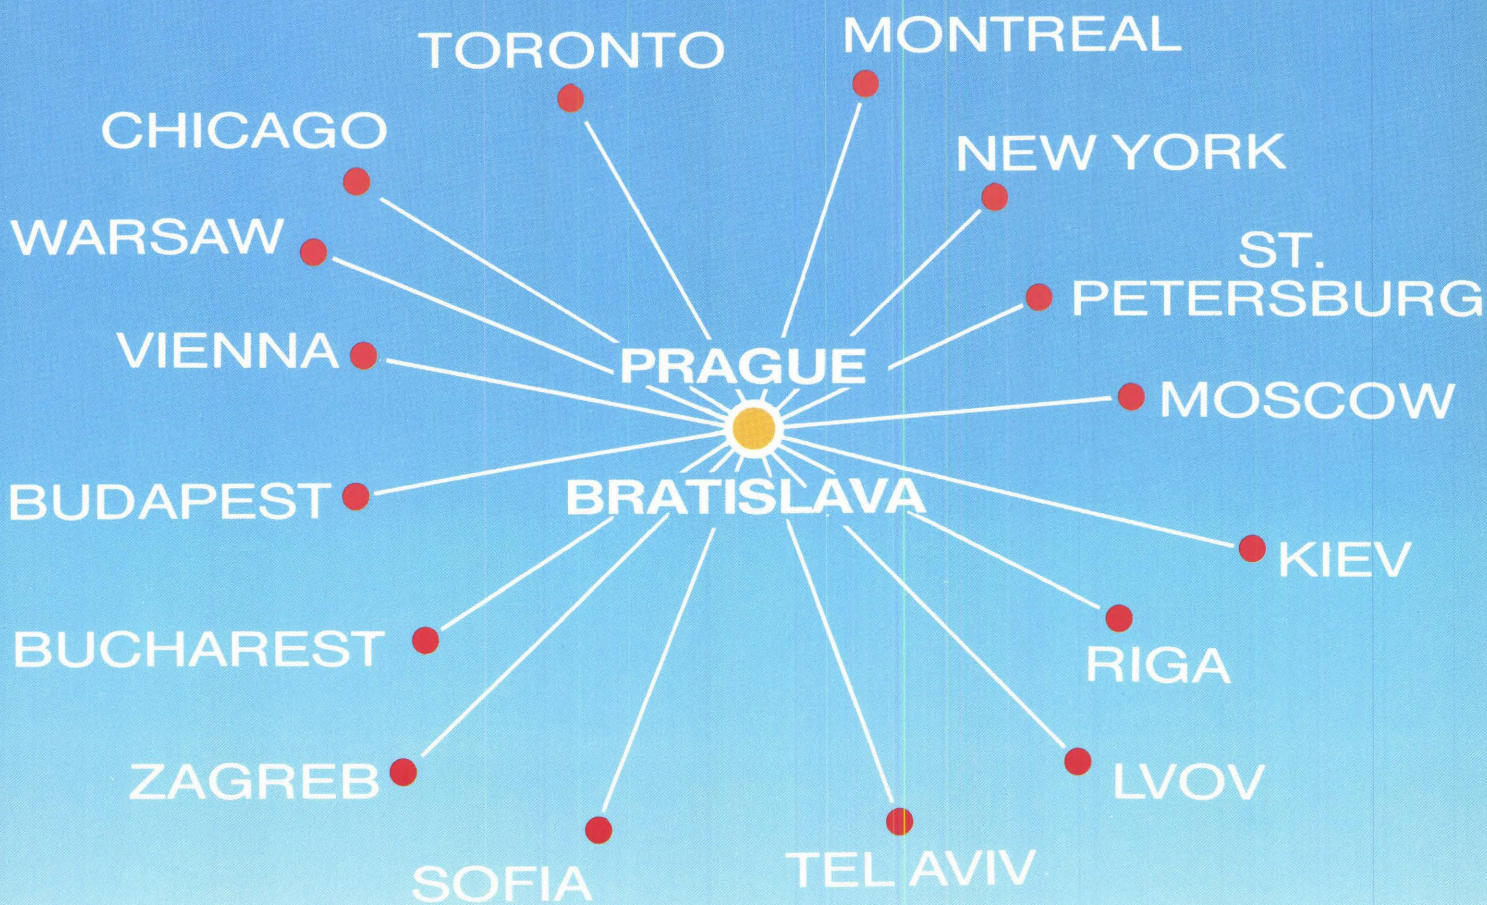 TORONTO
MONTREAL
CHICAGO
NEW YORK
WARSAW
ST.
PETERSBURG
VIENNA
PRAGUE
MOSCOW
BUDAPEST
BRATISLAVA
KIEV
BUCHAREST
RIGA
ZAGREB
LVOV
SOFIA
TEL AVIV